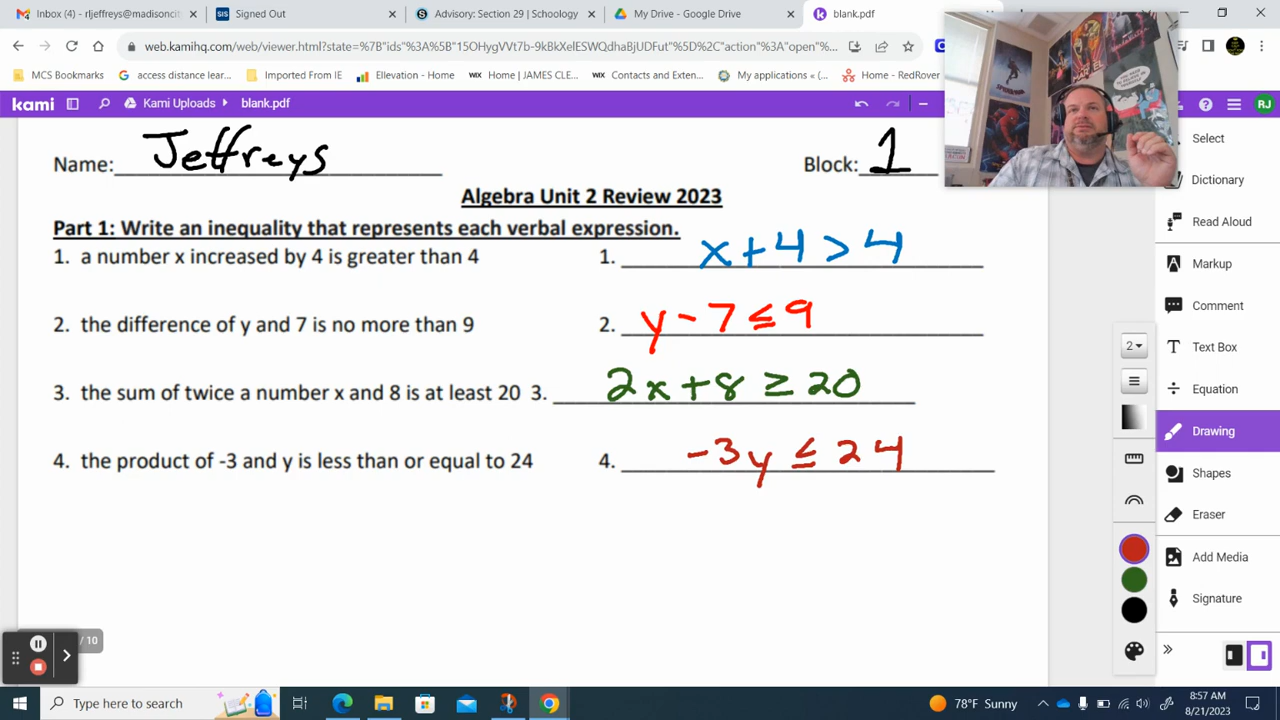 Inbox (4) - rljeffreys@madisoncit
Signed Out
Advisory: Section 29 | Schoology
My Drive - Google Drive
blank.pdf
web.kamihq.com/web/viewer.html?state=%7B"ids"%3A%5B"15OHygVVt7b-9kBkXelESWQdhaBjUDFut"%5D%2C"action"%3A"open"...
MCS Bookmarks
access distance lear...
Imported From IE
Elevation - Home
WIX Home | JAMES CLE...
WIX Contacts and Exten...
My applications « (...
Home - RedRover
kami
Kami Uploads
blank.pdf
RJ
Name: Jeffreys Block: 1
Algebra Unit 2 Review 2023
Part 1: Write an inequality that represents each verbal expression.
1. a number x increased by 4 is greater than 4 1. x+4 > 4
2. the difference of y and 7 is no more than 9 2. y-7 ≤ 9
3. the sum of twice a number x and 8 is at least 20 3. 2x+8 ≥ 20
4. the product of -3 and y is less than or equal to 24 4. -3y ≤ 24
Select
Dictionary
Read Aloud
Markup
Comment
Text Box
Equation
Drawing
Shapes
Eraser
Add Media
Signature
2
/ 10
Type here to search
78°F Sunny
8:57 AM
8/21/2023